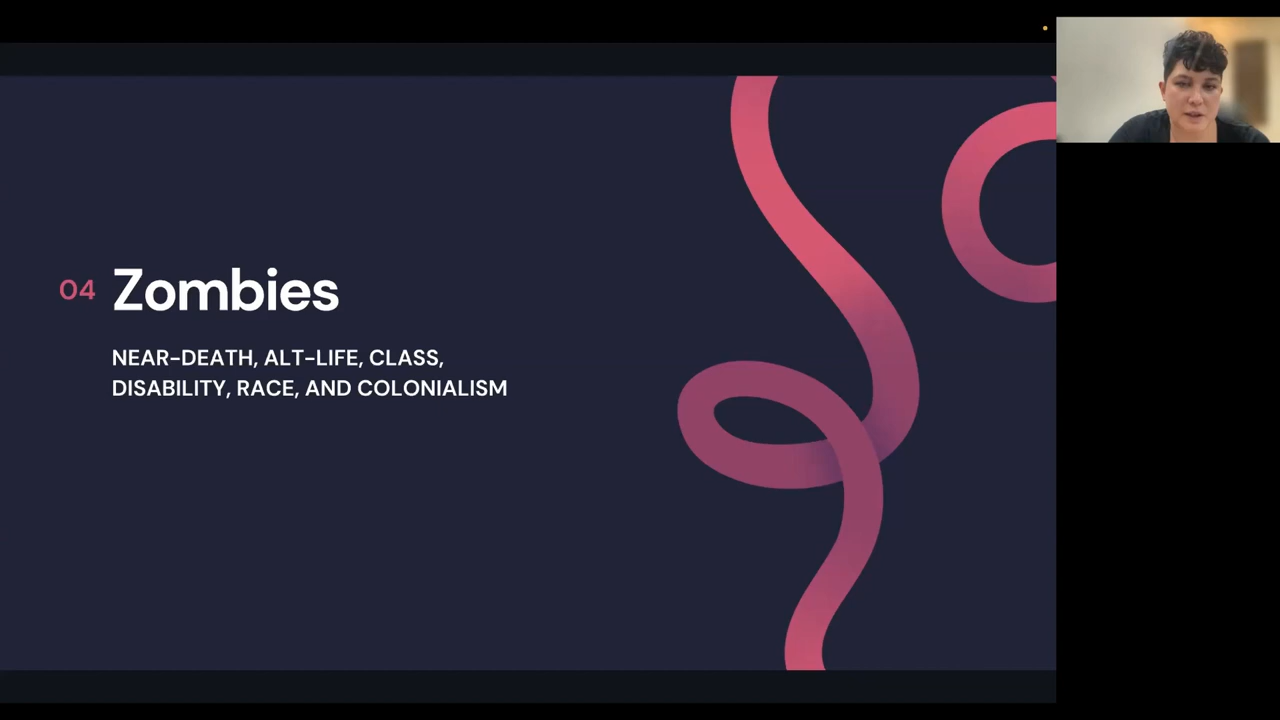 04 Zombies
NEAR-DEATH, ALT-LIFE, CLASS,
DISABILITY, RACE, AND COLONIALISM